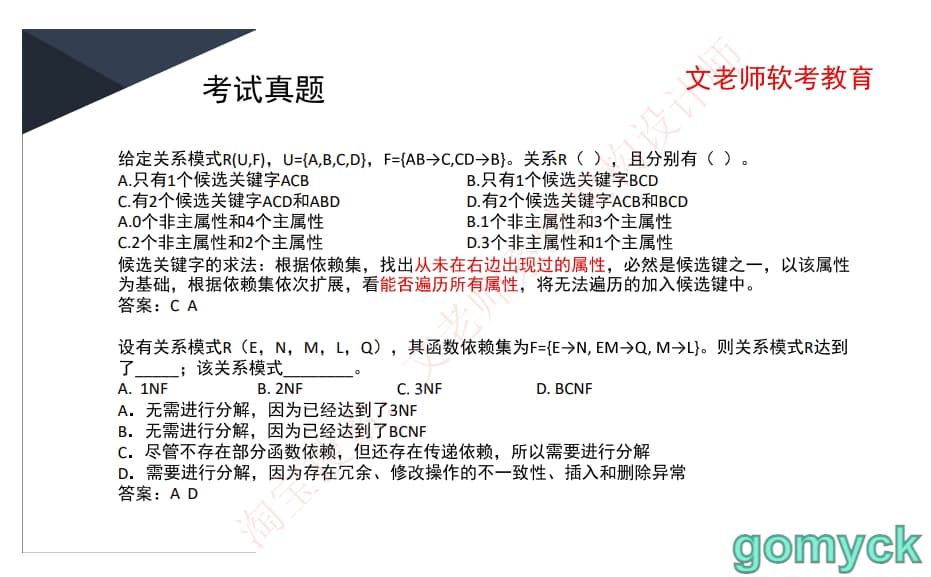 考试真题
文老师软考教育
给定关系模式R(U,F)，U={A,B,C,D}，F={AB→C,CD→B}。关系R（ ），且分别有（ ）。
A.只有1个候选关键字ACB B.只有1个候选关键字BCD
C.有2个候选关键字ACD和ABD D.有2个候选关键字ACB和BCD
A.0个非主属性和4个主属性 B.1个非主属性和3个主属性
C.2个非主属性和2个主属性 D.3个非主属性和1个主属性
候选关键字的求法：根据依赖集，找出从未在右边出现过的属性，必然是候选键之一，以该属性
为基础，根据依赖集依次扩展，看能否遍历所有属性，将无法遍历的加入候选键中。
答案：C A
设有关系模式R（E，N，M，L，Q），其函数依赖集为F={E→N, EM→Q, M→L}。则关系模式R达到
了_____；该关系模式________。
A. 1NF B. 2NF C. 3NF D. BCNF
A．无需进行分解，因为已经达到了3NF
B．无需进行分解，因为已经达到了BCNF
C．尽管不存在部分函数依赖，但还存在传递依赖，所以需要进行分解
D．需要进行分解，因为存在冗余、修改操作的不一致性、插入和删除异常
答案：A D
gomyck